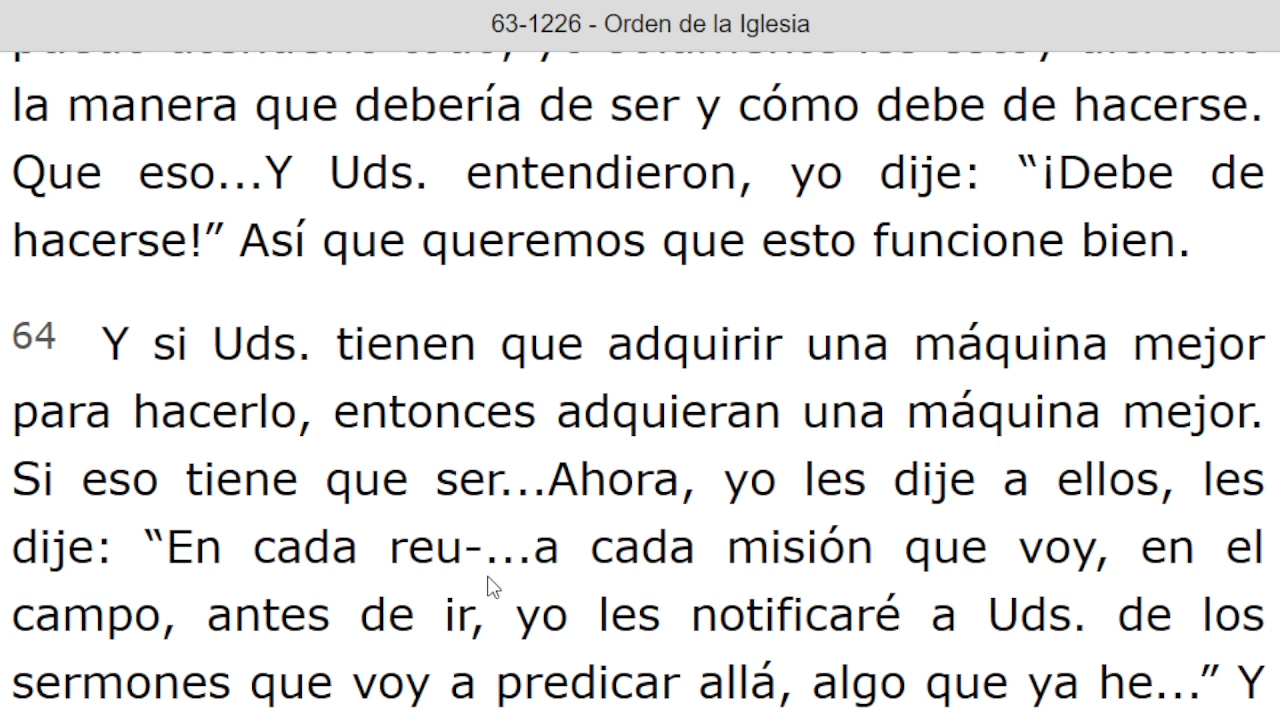 63-1226 - Orden de la Iglesia
la manera que debería de ser y cómo debe de hacerse.
Que eso...Y Uds. entendieron, yo dije: “¡Debe de
hacerse!” Así que queremos que esto funcione bien.
64 Y si Uds. tienen que adquirir una máquina mejor
para hacerlo, entonces adquieran una máquina mejor.
Si eso tiene que ser...Ahora, yo les dije a ellos, les
dije: “En cada reu-...a cada misión que voy, en el
campo, antes de ir, yo les notificaré a Uds. de los
sermones que voy a predicar allá, algo que ya he...” Y